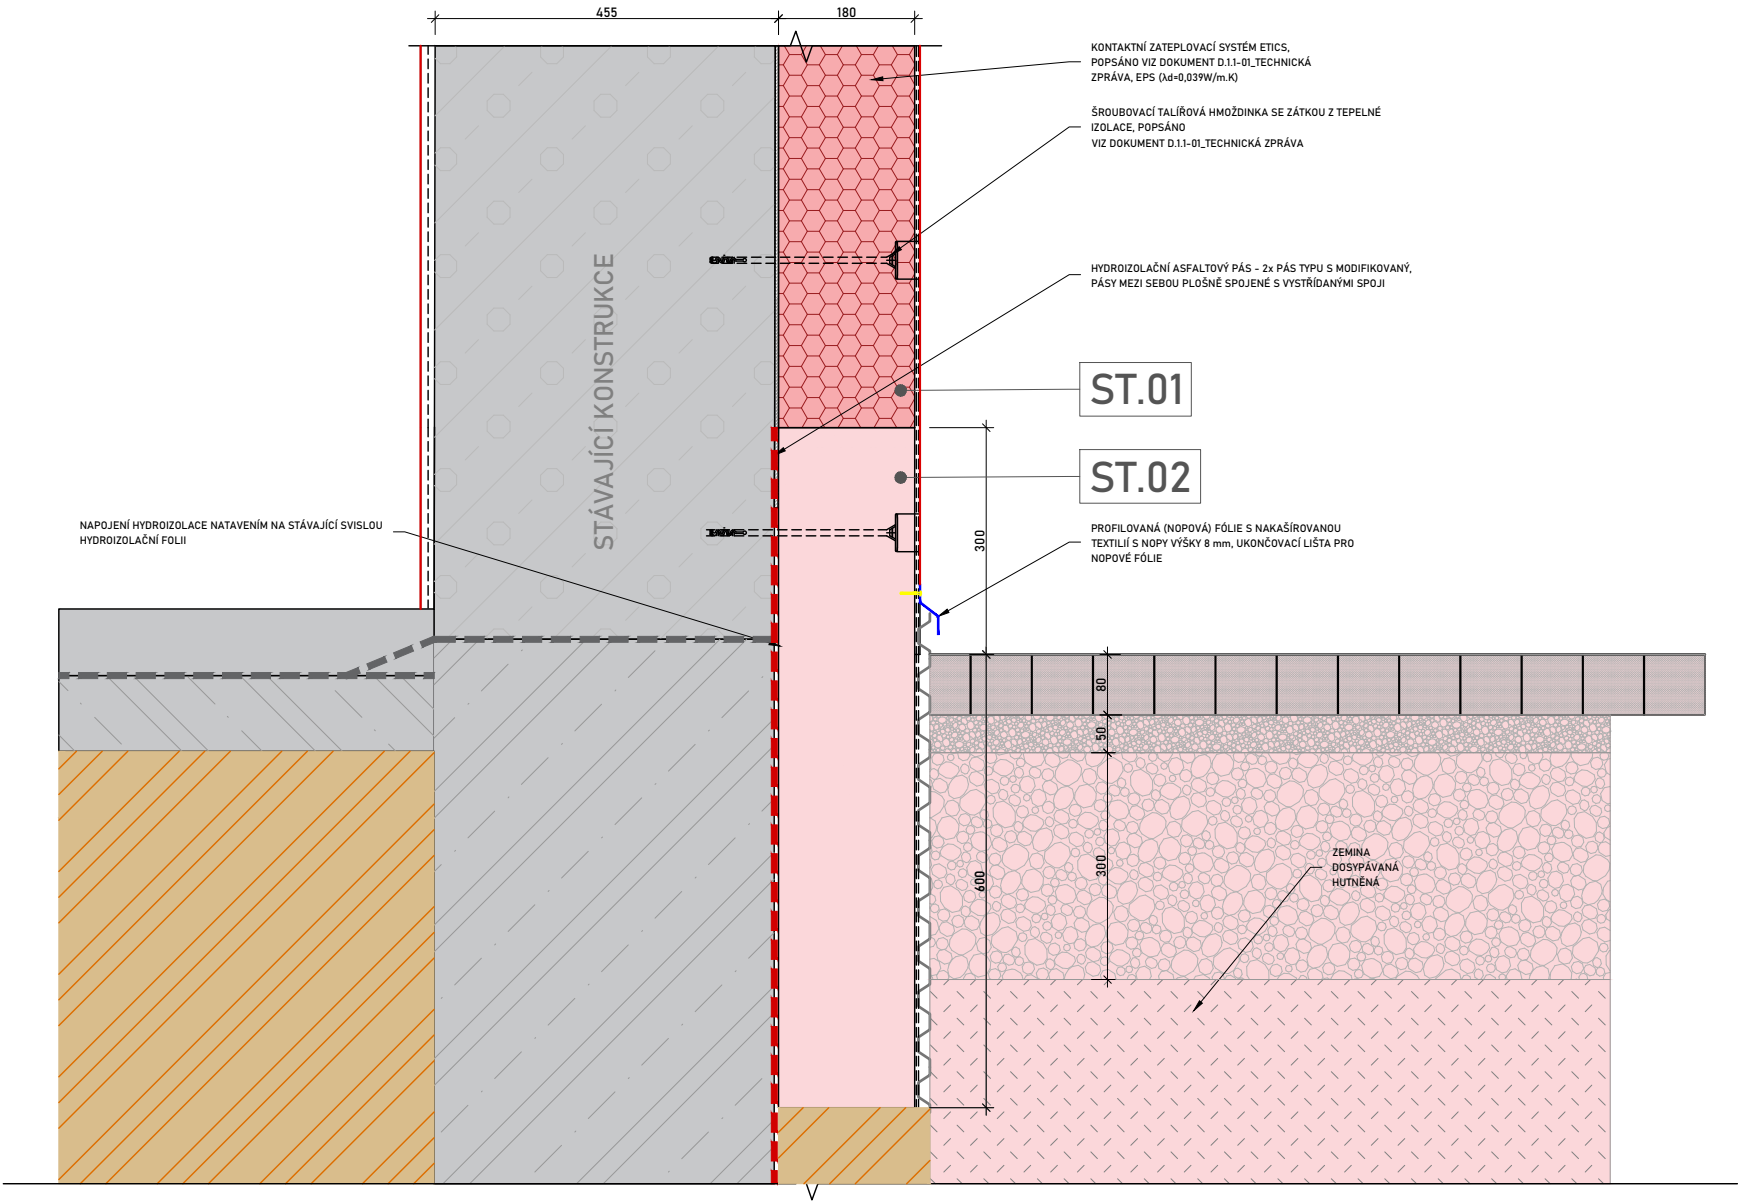 455
180
KONTAKTNÍ ZATEPLOVACÍ SYSTÉM ETICS,
POPSÁNO VIZ DOKUMENT D.1.1-01_TECHNICKÁ
ZPRÁVA, EPS (λd=0,039W/m.K)
ŠROUBOVACÍ TALÍŘOVÁ HMOŽDINKA SE ZÁTKOU Z TEPELNÉ
IZOLACE, POPSÁNO
VIZ DOKUMENT D.1.1-01_TECHNICKÁ ZPRÁVA
HYDROIZOLAČNÍ ASFALTOVÝ PÁS - 2x PÁS TYPU S MODIFIKOVANÝ,
PÁSY MEZI SEBOU PLOŠNĚ SPOJENÉ S VYSTŘÍDANÝMI SPOJI
STÁVAJÍCÍ KONSTRUKCE
ST.01
ST.02
NAPOJENÍ HYDROIZOLACE NATAVENÍM NA STÁVAJÍCÍ SVISLOU
HYDROIZOLAČNÍ FOLII
PROFILOVANÁ (NOPOVÁ) FÓLIE S NAKAŠÍROVANOU
TEXTILIÍ S NOPY VÝŠKY 8 mm, UKONČOVACÍ LIŠTA PRO
NOPOVÉ FÓLIE
300
80
50
300
600
ZEMINA
DOSYPÁVANÁ
HUTNĚNÁ